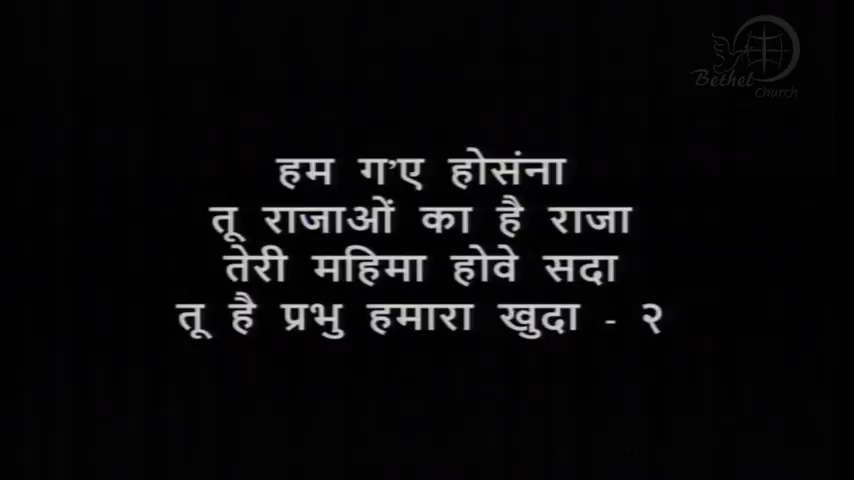 Bethel
Church
हम ग'ए होसंना
तू राजाओं का है राजा
तेरी महिमा होवे सदा
तू है प्रभु हमारा खुदा - २